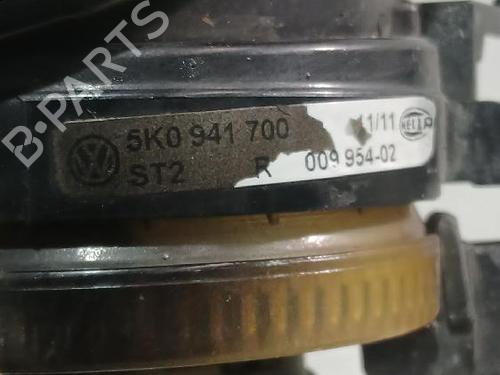 B-PARTS
5K0 941 700 11/11 HELLA
ST2 R 009 954-02